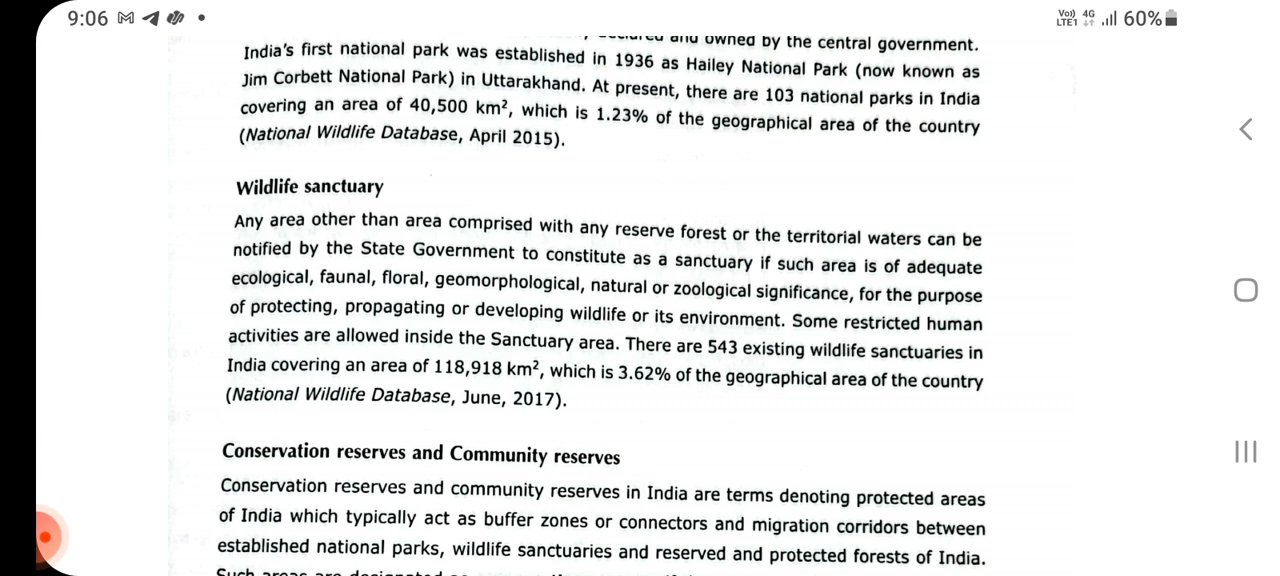 9:06
Vo)) 4G
LTE1
60%
and owned by the central government.
India's first national park was established in 1936 as Hailey National Park (now known as
Jim Corbett National Park) in Uttarakhand. At present, there are 103 national parks in India
covering an area of 40,500 km², which is 1.23% of the geographical area of the country
(National Wildlife Database, April 2015).
Wildlife sanctuary
Any area other than area comprised with any reserve forest or the territorial waters can be
notified by the State Government to constitute as a sanctuary if such area is of adequate
ecological, faunal, floral, geomorphological, natural or zoological significance, for the purpose
of protecting, propagating or developing wildlife or its environment. Some restricted human
activities are allowed inside the Sanctuary area. There are 543 existing wildlife sanctuaries in
India covering an area of 118,918 km², which is 3.62% of the geographical area of the country
(National Wildlife Database, June, 2017).
Conservation reserves and Community reserves
Conservation reserves and community reserves in India are terms denoting protected areas
of India which typically act as buffer zones or connectors and migration corridors between
established national parks, wildlife sanctuaries and reserved and protected forests of India.
Such areas are designated